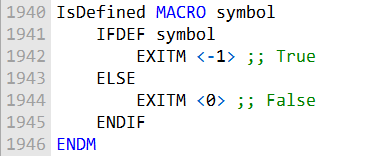 1940 IsDefined MACRO symbol
1941     IFDEF symbol
1942         EXITM <-1> ;; True
1943     ELSE
1944         EXITM <0> ;; False
1945     ENDIF
1946 ENDM